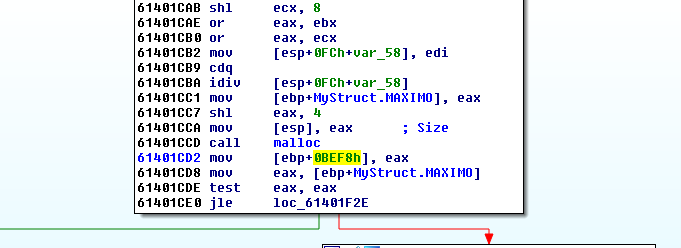 61401CAB shl ecx, 8
61401CAE or eax, ebx
61401CB0 or eax, ecx
61401CB2 mov [esp+0FCh+var_58], edi
61401CB9 cdq
61401CBA idiv [esp+0FCh+var_58]
61401CC1 mov [ebp+MyStruct.MAXIMO], eax
61401CC7 shl eax, 4
61401CCA mov [esp], eax ; Size
61401CCD call malloc
61401CD2 mov [ebp+0BEF8h], eax
61401CD8 mov eax, [ebp+MyStruct.MAXIMO]
61401CDE test eax, eax
61401CE0 jle loc_61401F2E